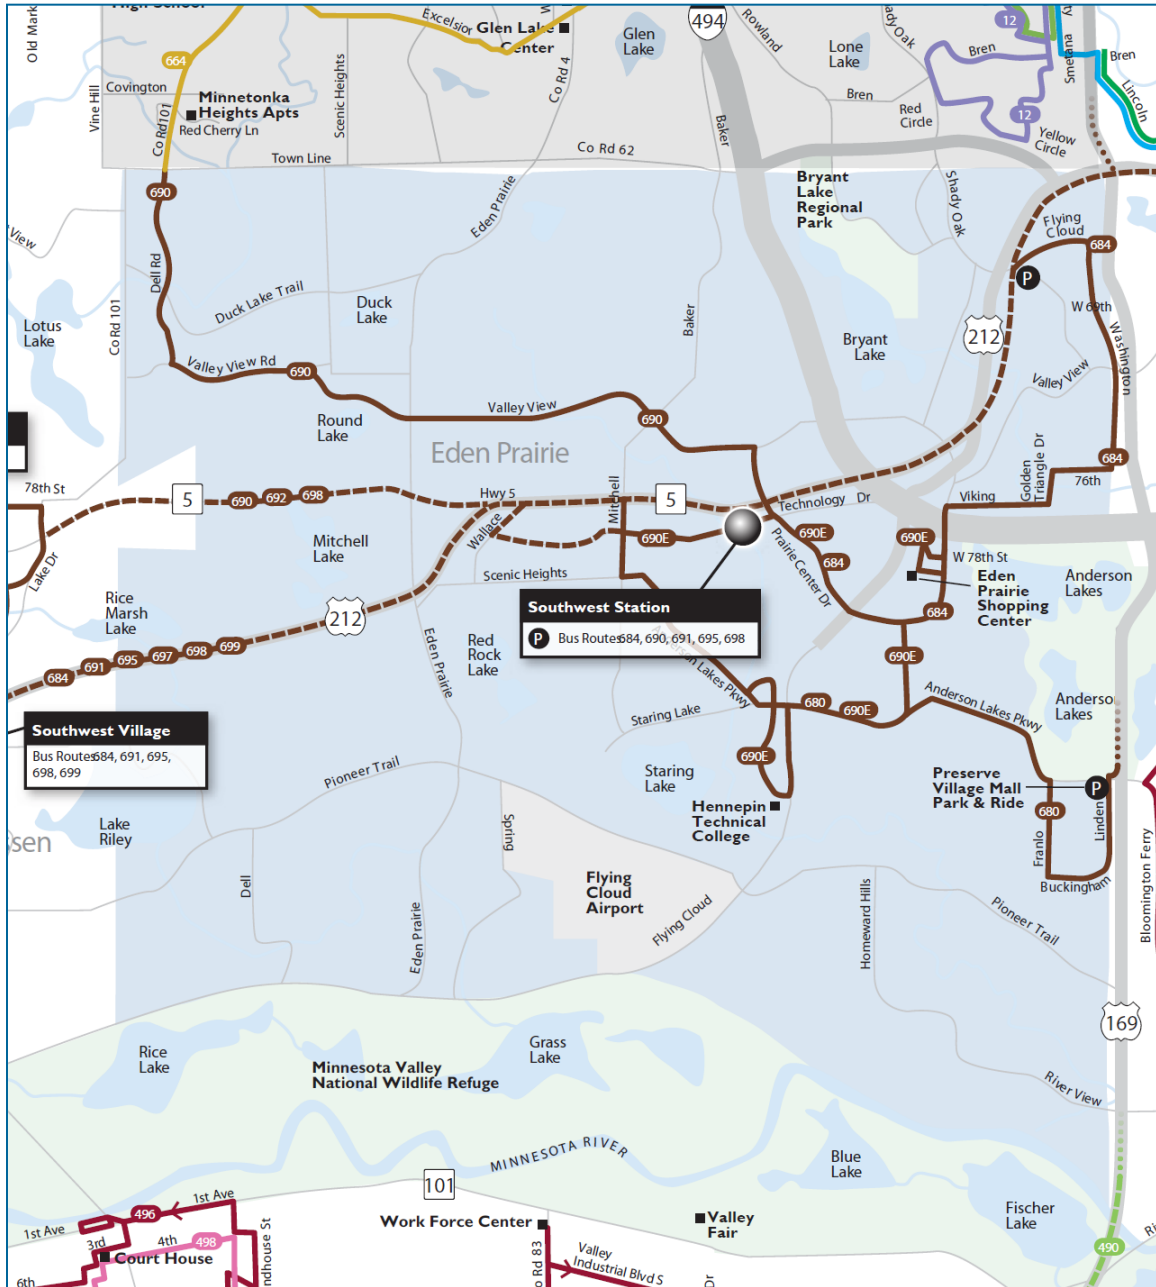 High School
Old Mark
664
Covington
Vine Hill
Co Rd101
Minnetonka
Heights Apts
Red Cherry Ln
Scenic Heights
Town Line
Excelsior
Glen Lake
Center
Co Rd 4
Co Rd 62
Glen
Lake
494
Rowland
Baker
Lone
Lake
Shady Oak
Bren
Bren
Red
Circle
12
12
Yellow
Circle
Smetana
Bren
Lincoln
Bryant
Lake
Regional
Park
Shady Oak
Flying
Cloud
684
P
W 69th
Washington
212
Valley View
690
Dell Rd
Eden Prairie
Duck Lake Trail
Duck
Lake
Co Rd 101
View
Lotus
Lake
Valley View Rd
690
Valley View
690
Baker
Bryant
Lake
Round
Lake
Eden Prairie
684
Golden
Triangle Dr
76th
Viking
78th St
5
690
692
698
Hwy 5
Mitchell
5
Technology Dr
Wallace
690E
Prairie Center Dr
690E
684
690E
W 78th St
Lake Dr
Mitchell
Lake
Scenic Heights
Eden
Prairie
Shopping
Center
Anderson
Lakes
Rice
Marsh
Lake
212
Southwest Station
P Bus Routes684, 690, 691, 695, 698
684
684
691
695
697
698
699
Eden Prairie
Red
Rock
Lake
Anderson Lakes Pkwy
690E
Staring Lake
680
690E
Anderson Lakes Pkwy
Anderson
Lakes
Southwest Village
Bus Routes684, 691, 695,
698, 699
Pioneer Trail
690E
Staring
Lake
Hennepin
Technical
College
Preserve
Village Mall
Park & Ride
P
680
Franlo
Linden
Buckingham
Bloomington Ferry
Lake
Riley
ssen
Spring
Dell
Flying
Cloud
Airport
Eden Prairie
Flying Cloud
Homeward Hills
Pioneer Trail
169
Rice
Lake
Minnesota Valley
National Wildlife Refuge
Grass
Lake
River View
MINNESOTA RIVER
Blue
Lake
101
Fischer
Lake
1st Ave
496
1st Ave
3rd
4th
498
Court House
6th
ndhouse St
Work Force Center
o Rd 83
Valley
Industrial Blvd S
Valley
Fair
Dr
490